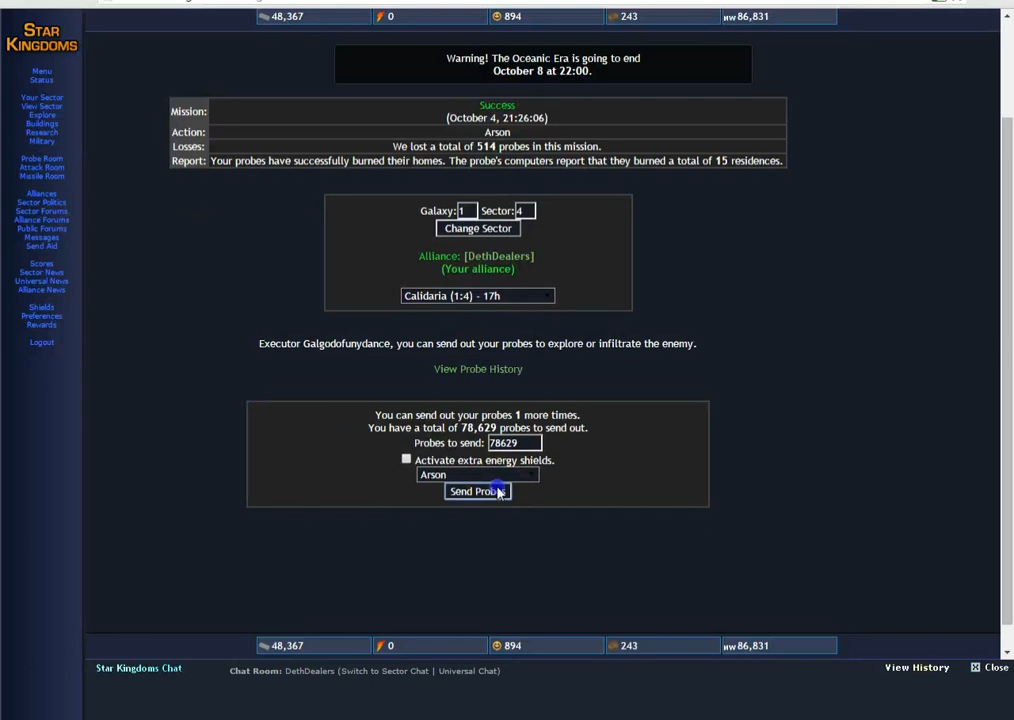 48,367 0 894 243 NW 86,831
STAR
KINGDOMS
Menu
Status
Your Sector
View Sector
Explore
Buildings
Research
Military
Probe Room
Attack Room
Missile Room
Alliances
Sector Politics
Sector Forums
Alliance Forums
Public Forums
Messages
Send Aid
Scores
Sector News
Universal News
Alliance News
Shields
Preferences
Rewards
Logout
Warning! The Oceanic Era is going to end
October 8 at 22:00.
Mission: Success
(October 4, 21:26:06)
Action: Arson
Losses: We lost a total of 514 probes in this mission.
Report: Your probes have successfully burned their homes. The probe's computers report that they burned a total of 15 residences.
Galaxy: 1 Sector: 4
Change Sector
Alliance: [DethDealers]
(Your alliance)
Calidaria (1:4) - 17h
Executor Galgodofunydance, you can send out your probes to explore or infiltrate the enemy.
View Probe History
You can send out your probes 1 more times.
You have a total of 78,629 probes to send out.
Probes to send: 78629
Activate extra energy shields.
Arson
Send Probes
48,367 0 894 243 NW 86,831
Star Kingdoms Chat Chat Room: DethDealers (Switch to Sector Chat | Universal Chat) View History Close